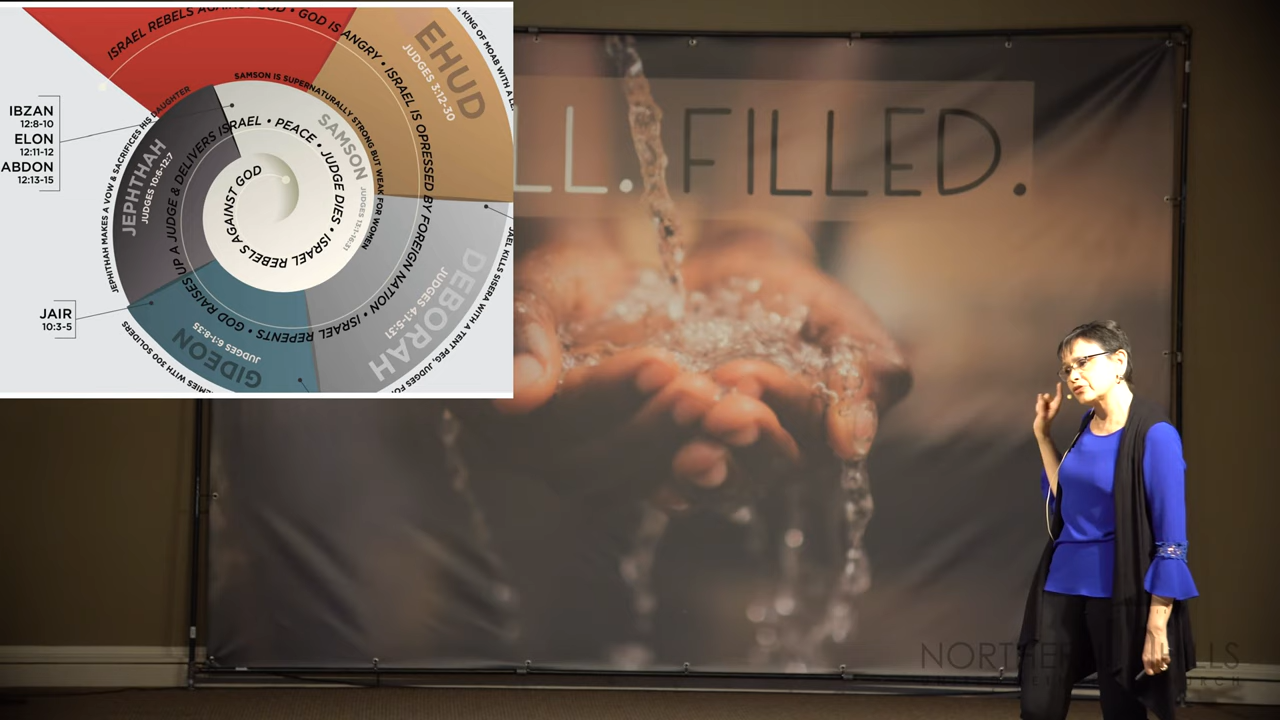 ISRAEL REBELS AGAINST GOD • GOD IS ANGRY • ISRAEL IS OPRESSED BY FOREIGN NATION • ISRAEL REPENTS • GOD RAISES UP A JUDGE & DELIVERS ISRAEL • PEACE • JUDGE DIES • ISRAEL REBELS AGAINST GOD
EHUD
JUDGES 3:12-30
, KING OF MOAB WITH A
DEBORAH
JUDGES 4:1-5:31
JAEL KILLS SISERA WITH A TENT PEG, JUDGES
GIDEON
JUDGES 6:1-8:35
WITH 300 SOLIDERS
JEPHTHAH
JUDGES 10:6-12:7
JEPHITHAH MAKES A VOW & SACRIFICES HIS DAUGHTER
SAMSON
JUDGES 13:1-16:31
SAMSON IS SUPERNATURALLY STRONG BUT WEAK FOR WOMEN
IBZAN
12:8-10
ELON
12:11-12
ABDON
12:13-15
JAIR
10:3-5
LL. FILLED.